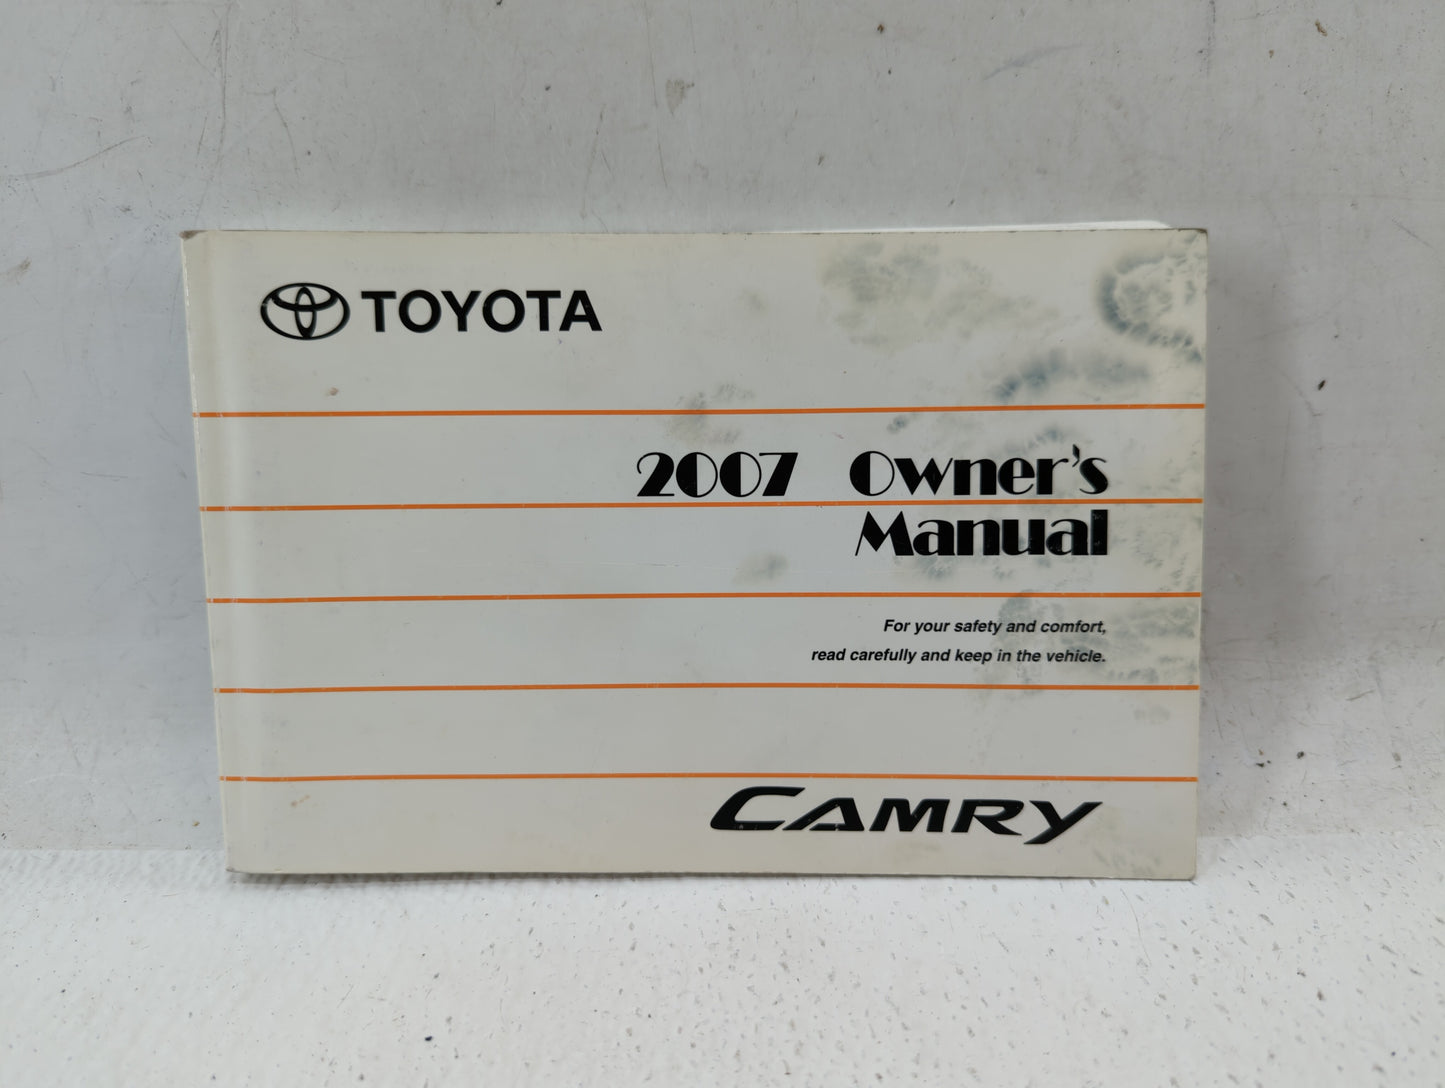 TOYOTA
2007 Owner's
Manual
For your safety and comfort,
read carefully and keep in the vehicle.
CAMRY